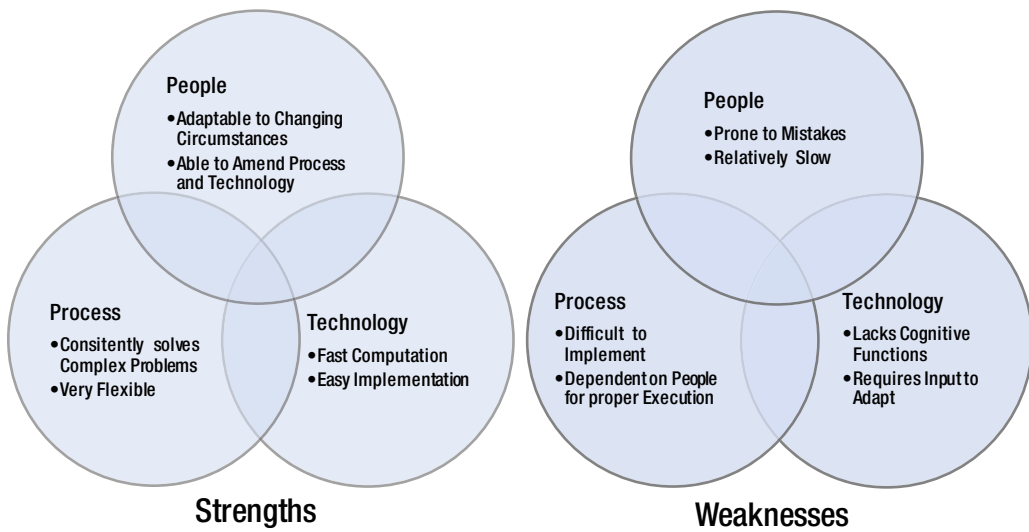 People
•Adaptable to Changing
Circumstances
•Able to Amend Process
and Technology
Process
•Consitently solves
Complex Problems
•Very Flexible
Technology
•Fast Computation
•Easy Implementation
Strengths
People
•Prone to Mistakes
•Relatively Slow
Process
•Difficult to
Implement
•Dependent on People
for proper Execution
Technology
•Lacks Cognitive
Functions
•Requires Input to
Adapt
Weaknesses